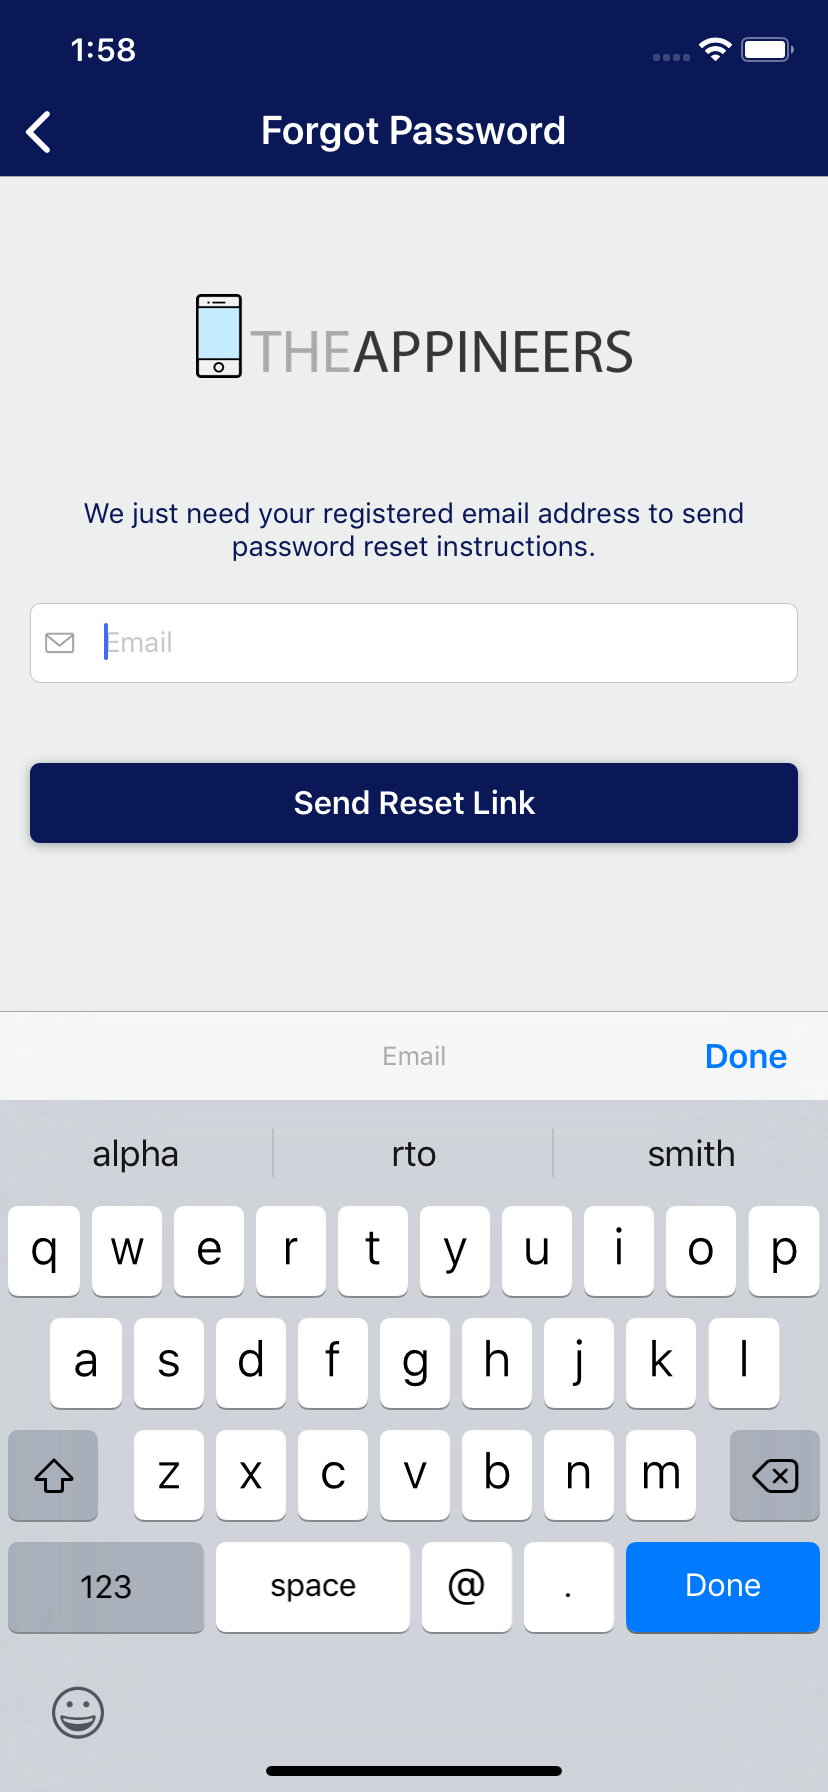 1:58
Forgot Password
THEAPPINEERS
We just need your registered email address to send
password reset instructions.
Email
Send Reset Link
Email Done
alpha rto smith
q w e r t y u i o p
a s d f g h j k l
z x c v b n m
123 space @ . Done